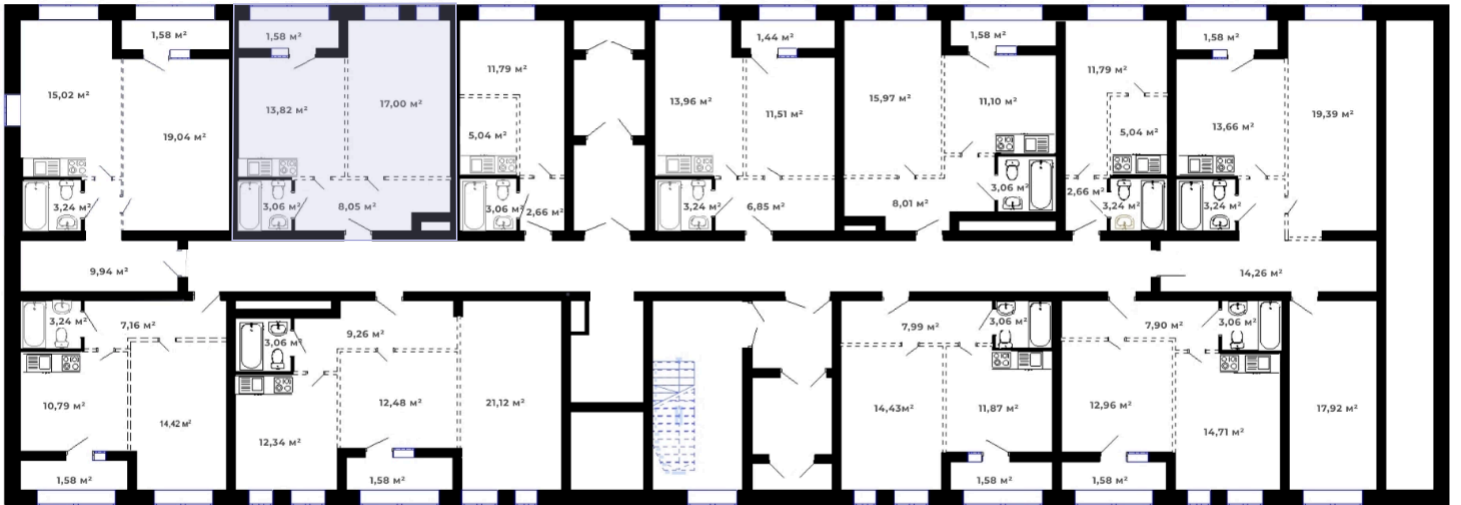 1,58 м²
15,02 м²
19,04 м²
3,24 м²
9,94 м²
1,58 м²
13,82 м²
17,00 м²
3,06 м²
8,05 м²
11,79 м²
5,04 м²
3,06 м²
2,66 м²
1,44 м²
13,96 м²
11,51 м²
3,24 м²
6,85 м²
1,58 м²
15,97 м²
11,10 м²
3,06 м²
8,01 м²
11,79 м²
5,04 м²
2,66 м²
3,24 м²
1,58 м²
19,39 м²
13,66 м²
3,24 м²
14,26 м²
3,24 м²
7,16 м²
10,79 м²
14,42 м²
1,58 м²
9,26 м²
3,06 м²
12,48 м²
21,12 м²
12,34 м²
1,58 м²
7,99 м²
3,06 м²
14,43м²
11,87 м²
1,58 м²
7,90 м²
3,06 м²
12,96 м²
14,71 м²
1,58 м²
17,92 м²